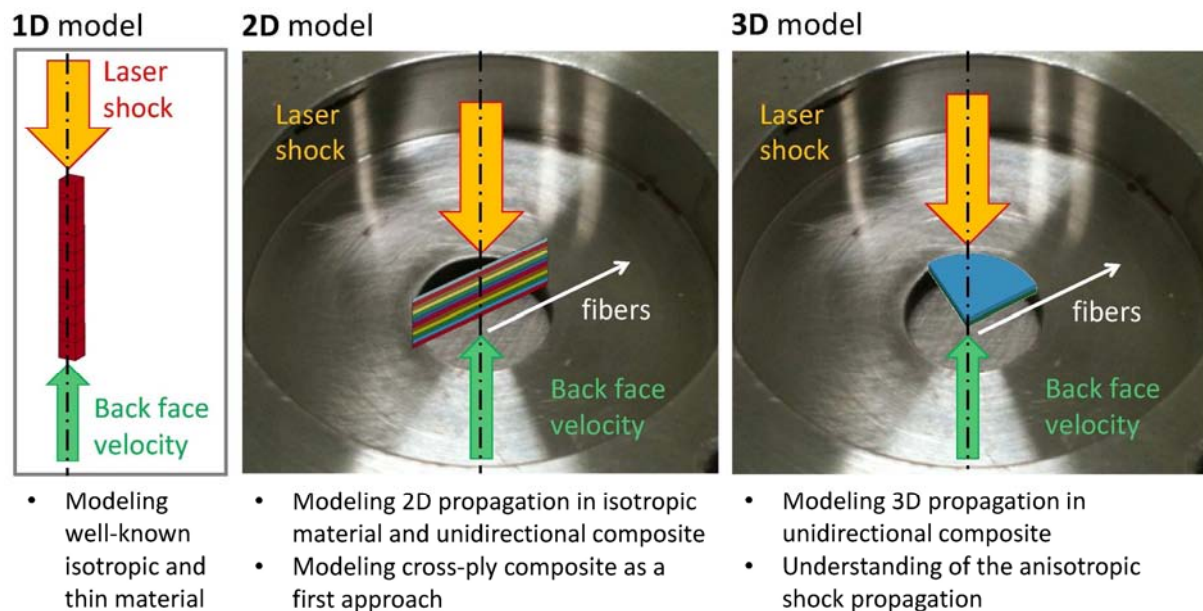 1D model
Laser
shock
Back face
velocity
• Modeling
well-known
isotropic and
thin material
2D model
Laser
shock
fibers
Back face
velocity
• Modeling 2D propagation in isotropic
material and unidirectional composite
• Modeling cross-ply composite as a
first approach
3D model
Laser
shock
fibers
Back face
velocity
• Modeling 3D propagation in
unidirectional composite
• Understanding of the anisotropic
shock propagation